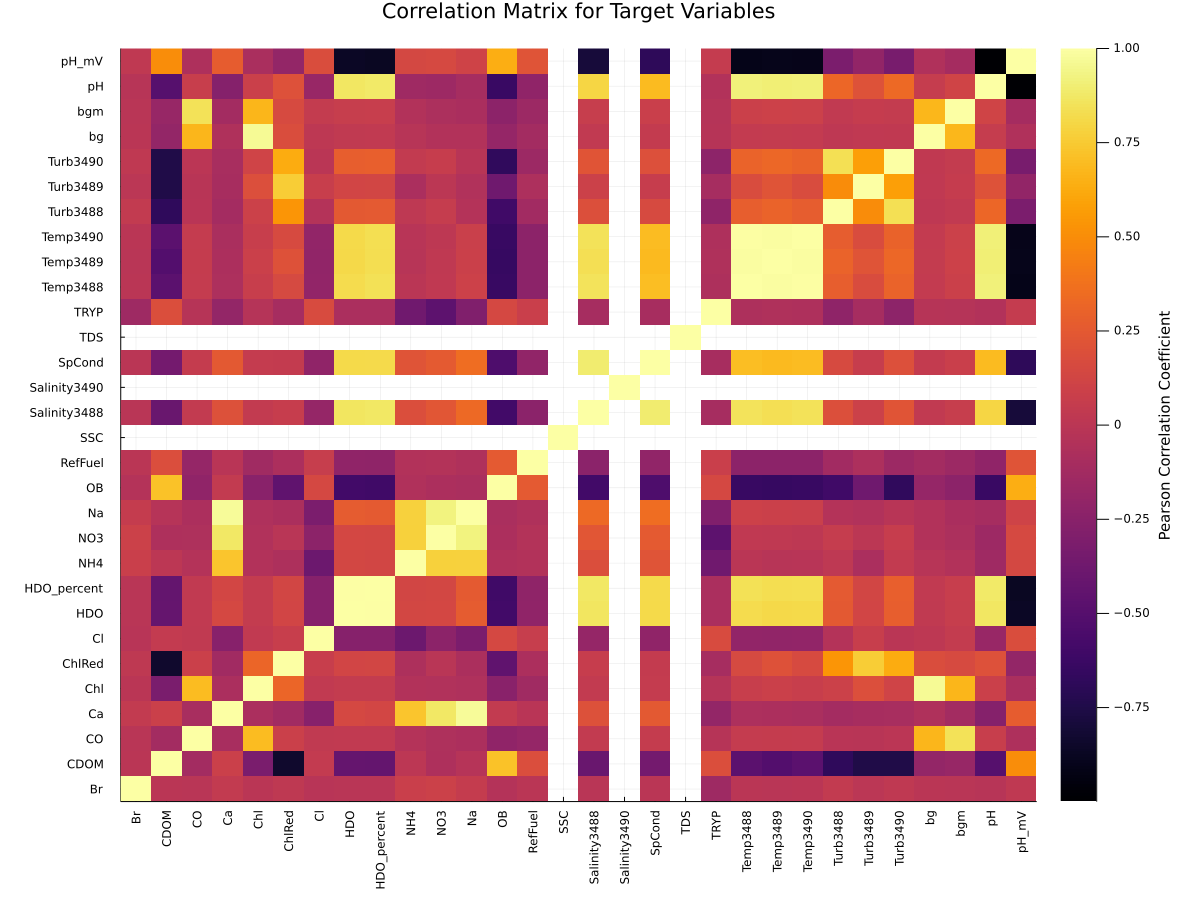 Correlation Matrix for Target Variables
pH_mV
pH
bgm
bg
Turb3490
Turb3489
Turb3488
Temp3490
Temp3489
Temp3488
TRYP
TDS
SpCond
Salinity3490
Salinity3488
SSC
RefFuel
OB
Na
NO3
NH4
HDO_percent
HDO
Cl
ChlRed
Chl
Ca
CO
CDOM
Br
Br
CDOM
CO
Ca
Chl
ChlRed
Cl
HDO
HDO_percent
NH4
NO3
Na
OB
RefFuel
SSC
Salinity3488
Salinity3490
SpCond
TDS
TRYP
Temp3488
Temp3489
Temp3490
Turb3488
Turb3489
Turb3490
bg
bgm
pH
pH_mV
1.00
0.75
0.50
0.25
0
−0.25
−0.50
−0.75
Pearson Correlation Coefficient